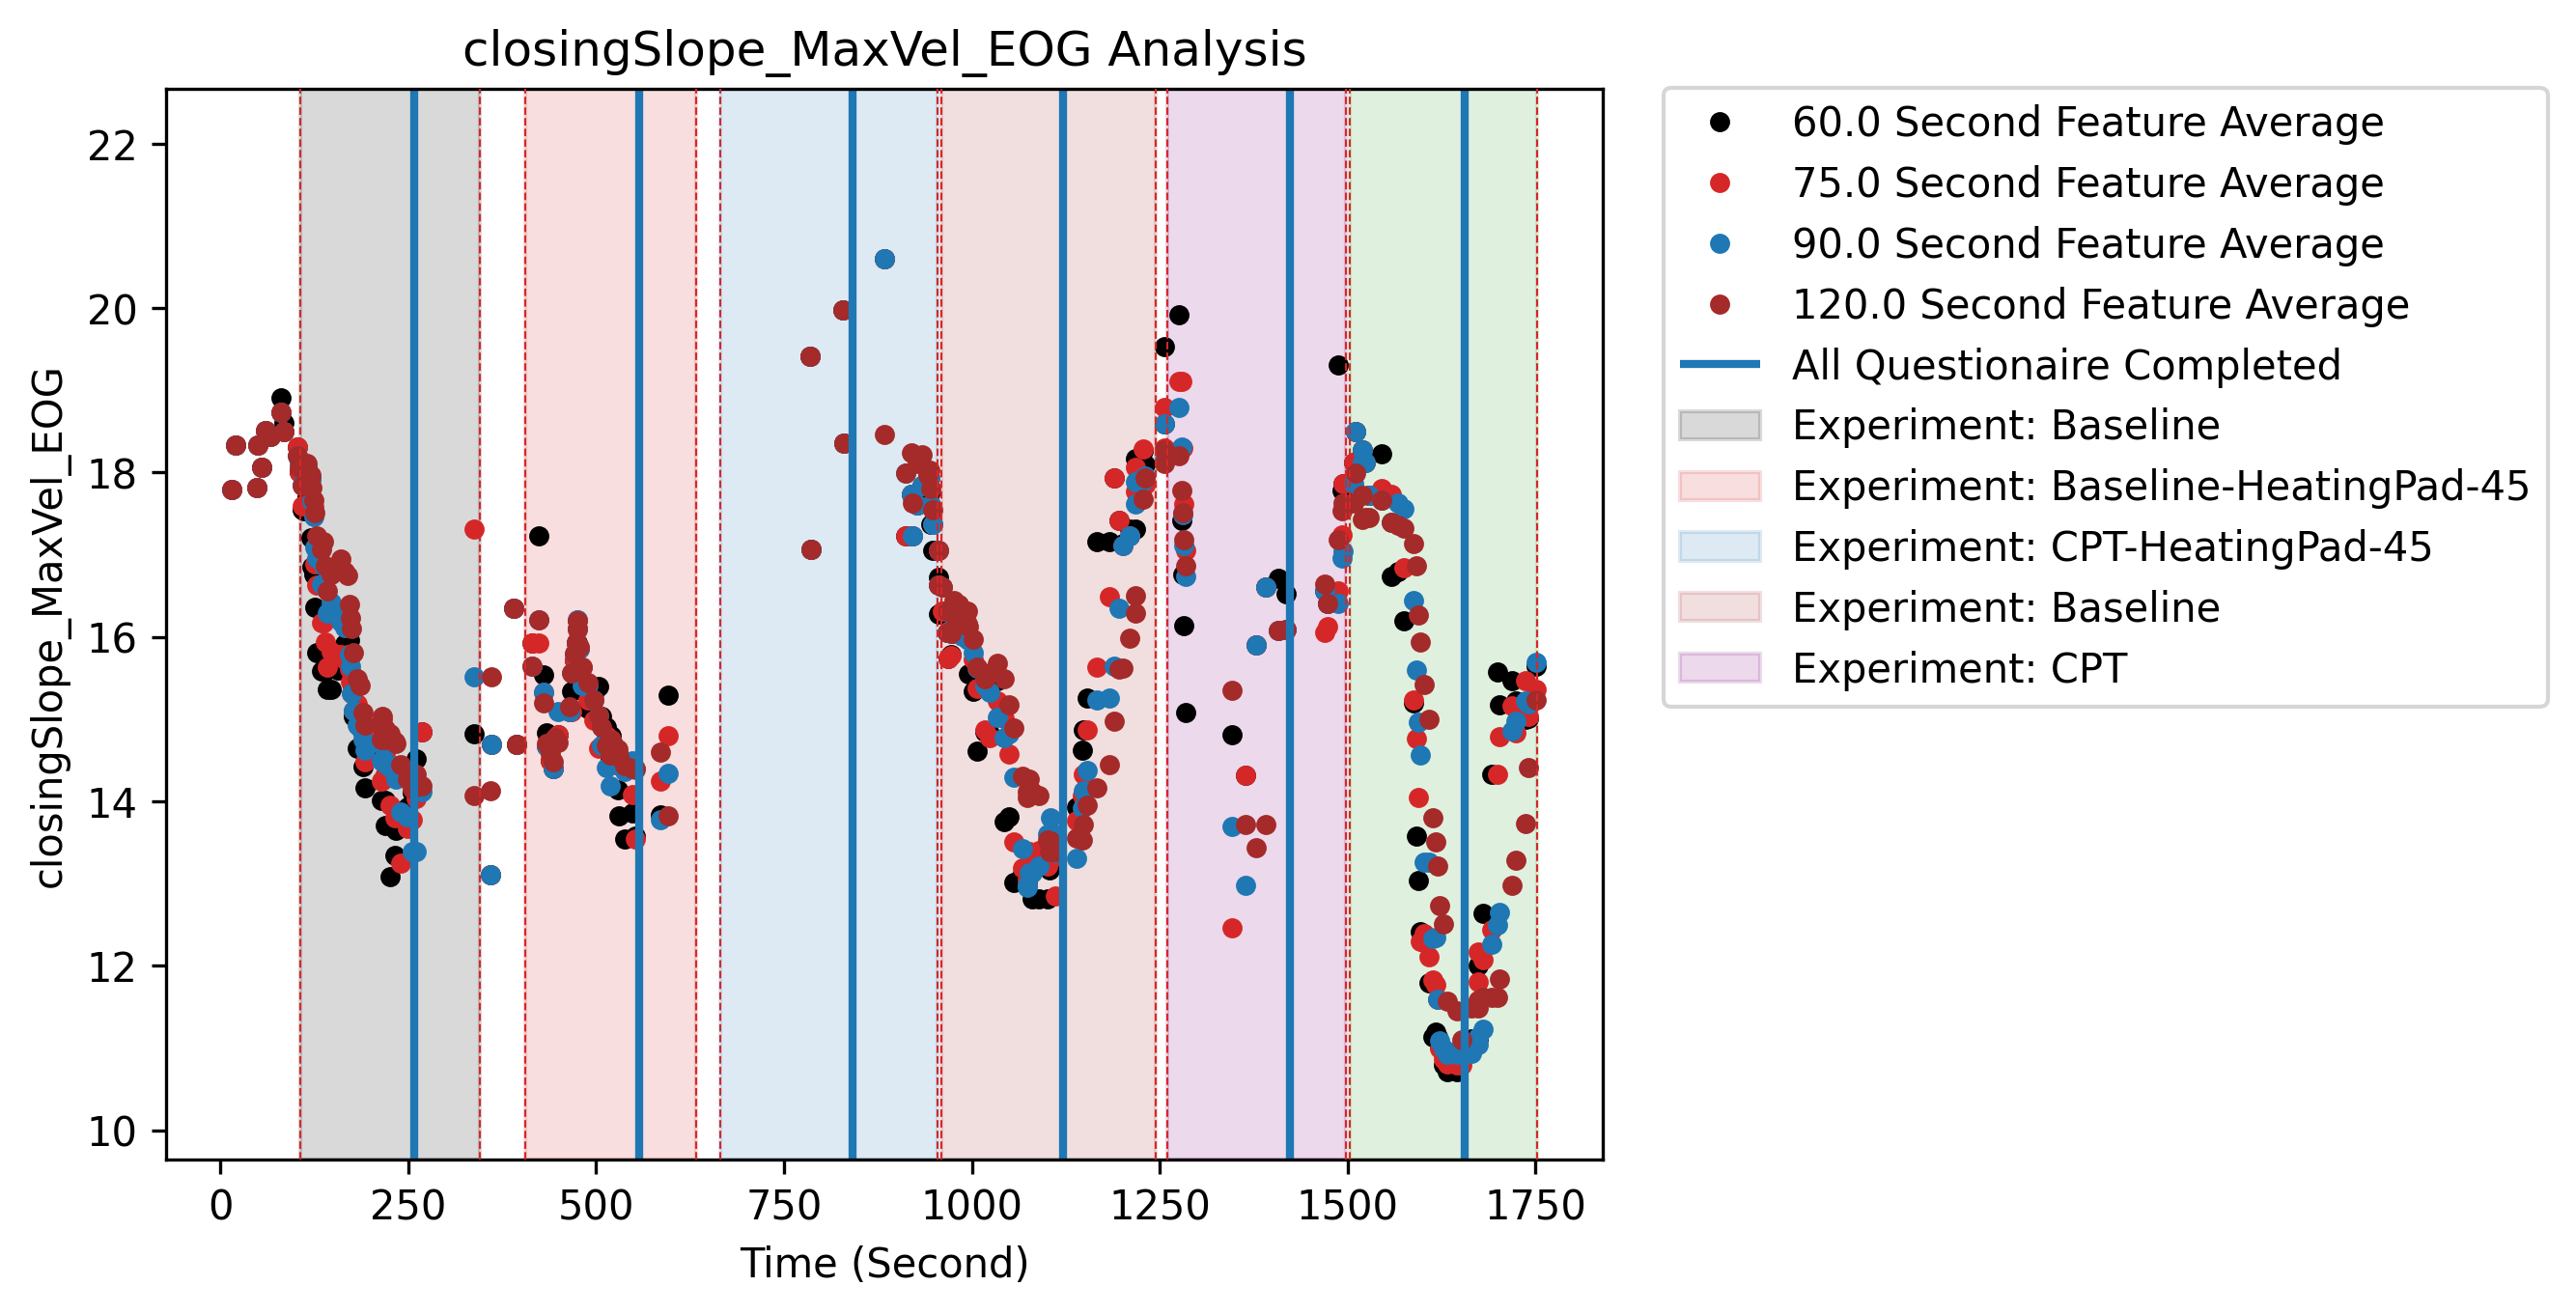 closingSlope_MaxVel_EOG Analysis
closingSlope_MaxVel_EOG
22
20
18
16
14
12
10
0 250 500 750 1000 1250 1500 1750
Time (Second)
60.0 Second Feature Average
75.0 Second Feature Average
90.0 Second Feature Average
120.0 Second Feature Average
All Questionaire Completed
Experiment: Baseline
Experiment: Baseline-HeatingPad-45
Experiment: CPT-HeatingPad-45
Experiment: Baseline
Experiment: CPT